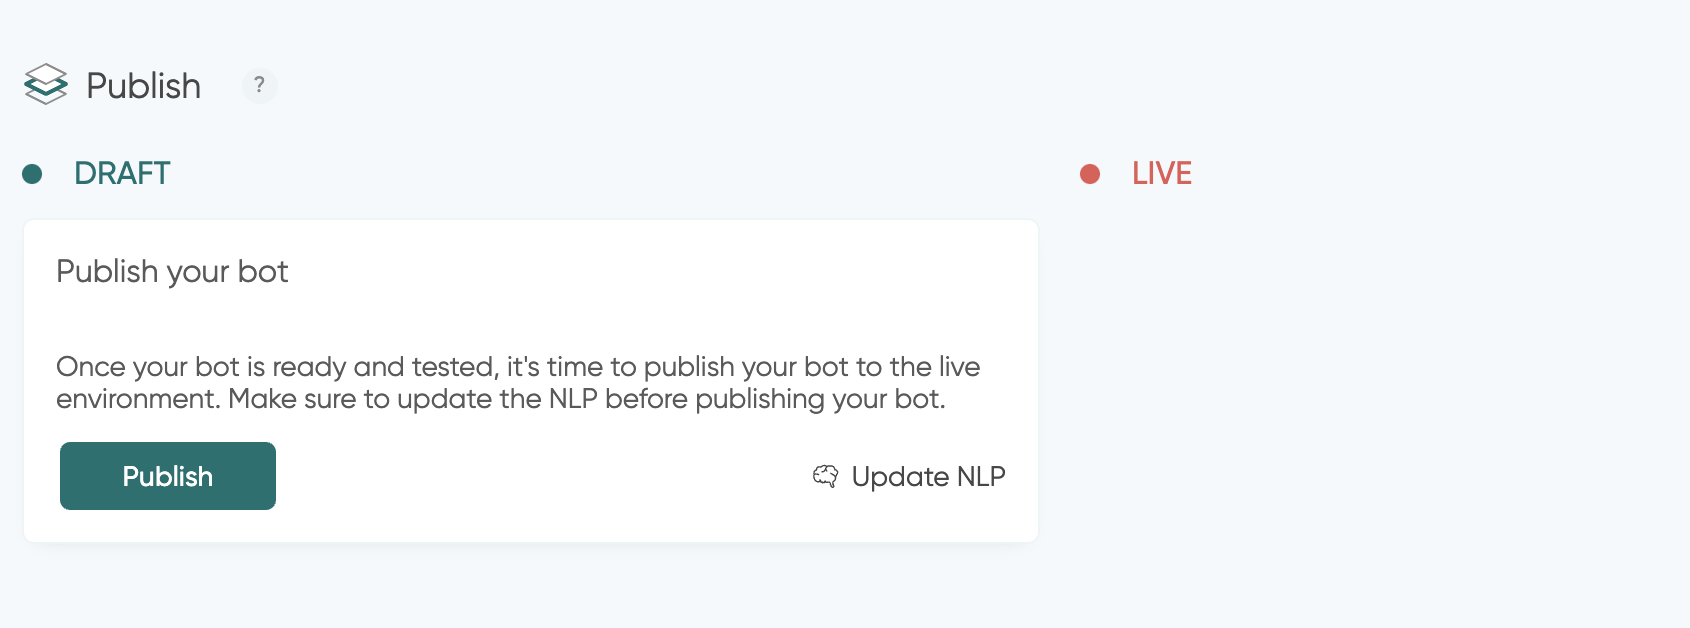 Publish ?
DRAFT
LIVE
Publish your bot
Once your bot is ready and tested, it's time to publish your bot to the live
environment. Make sure to update the NLP before publishing your bot.
Publish
Update NLP